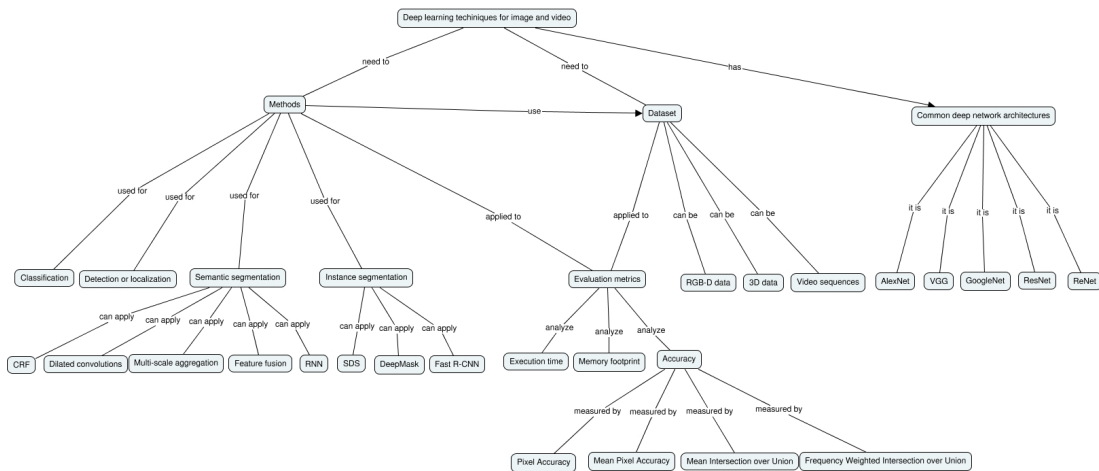 Deep learning techiniques for image and video
need to
need to
has
Methods
use
Dataset
Common deep network architectures
used for
used for
used for
used for
applied to
applied to
can be
can be
can be
it is
it is
it is
it is
it is
Classification
Detection or localization
Semantic segmentation
Instance segmentation
Evaluation metrics
RGB-D data
3D data
Video sequences
AlexNet
VGG
GoogleNet
ResNet
ReNet
can apply
can apply
can apply
can apply
can apply
can apply
can apply
can apply
analyze
analyze
analyze
CRF
Dilated convolutions
Multi-scale aggregation
Feature fusion
RNN
SDS
DeepMask
Fast R-CNN
Execution time
Memory footprint
Accuracy
measured by
measured by
measured by
measured by
Pixel Accuracy
Mean Pixel Accuracy
Mean Intersection over Union
Frequency Weighted Intersection over Union